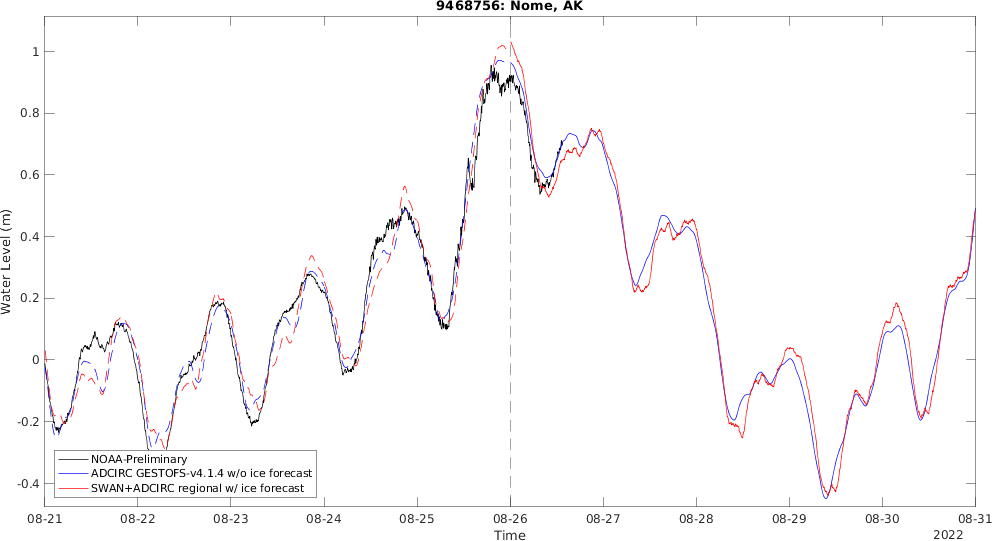 9468756: Nome, AK
Water Level (m)
1
0.8
0.6
0.4
0.2
0
-0.2
-0.4
NOAA-Preliminary
ADCIRC GESTOFS-v4.1.4 w/o ice forecast
SWAN+ADCIRC regional w/ ice forecast
08-21 08-22 08-23 08-24 08-25 08-26 08-27 08-28 08-29 08-30 08-31
Time
2022